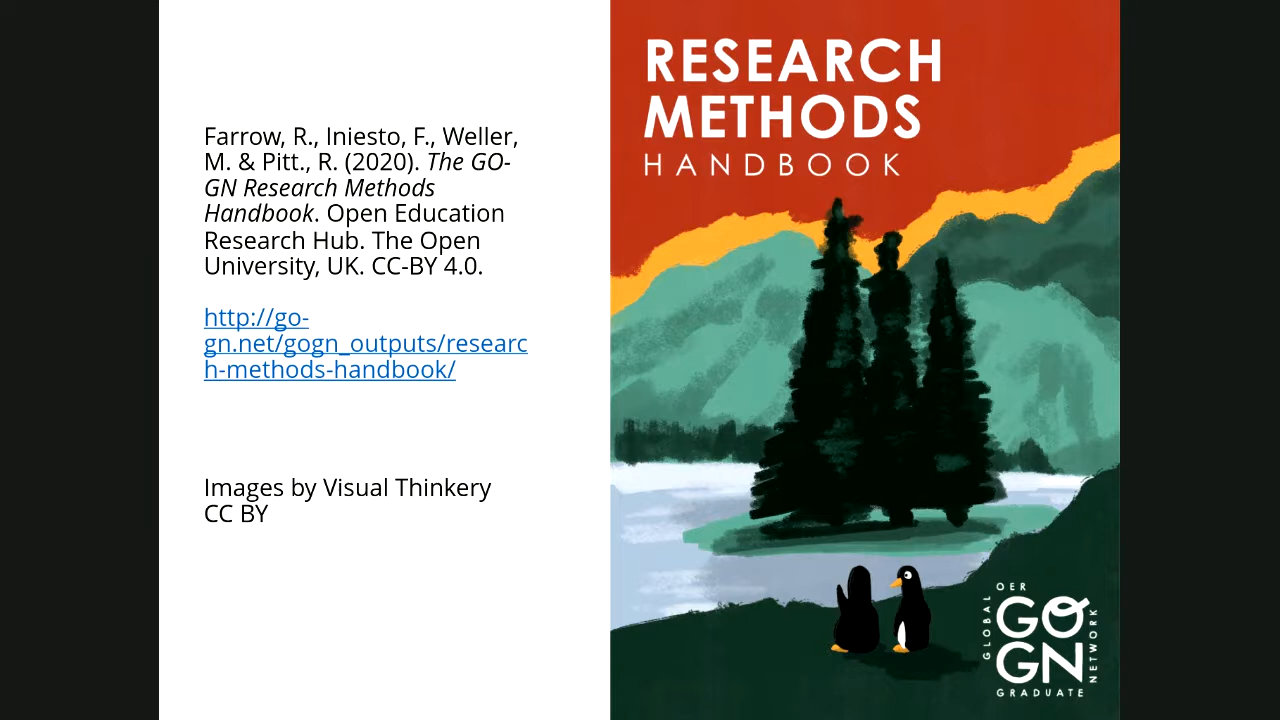 Farrow, R., Iniesto, F., Weller,
M. & Pitt., R. (2020). The GO-
GN Research Methods
Handbook. Open Education
Research Hub. The Open
University, UK. CC-BY 4.0.
http://go-
gn.net/gogn_outputs/researc
h-methods-handbook/
Images by Visual Thinkery
CC BY
RESEARCH
METHODS
HANDBOOK
OER
GLOBAL
GO
GN
NETWORK
GRADUATE